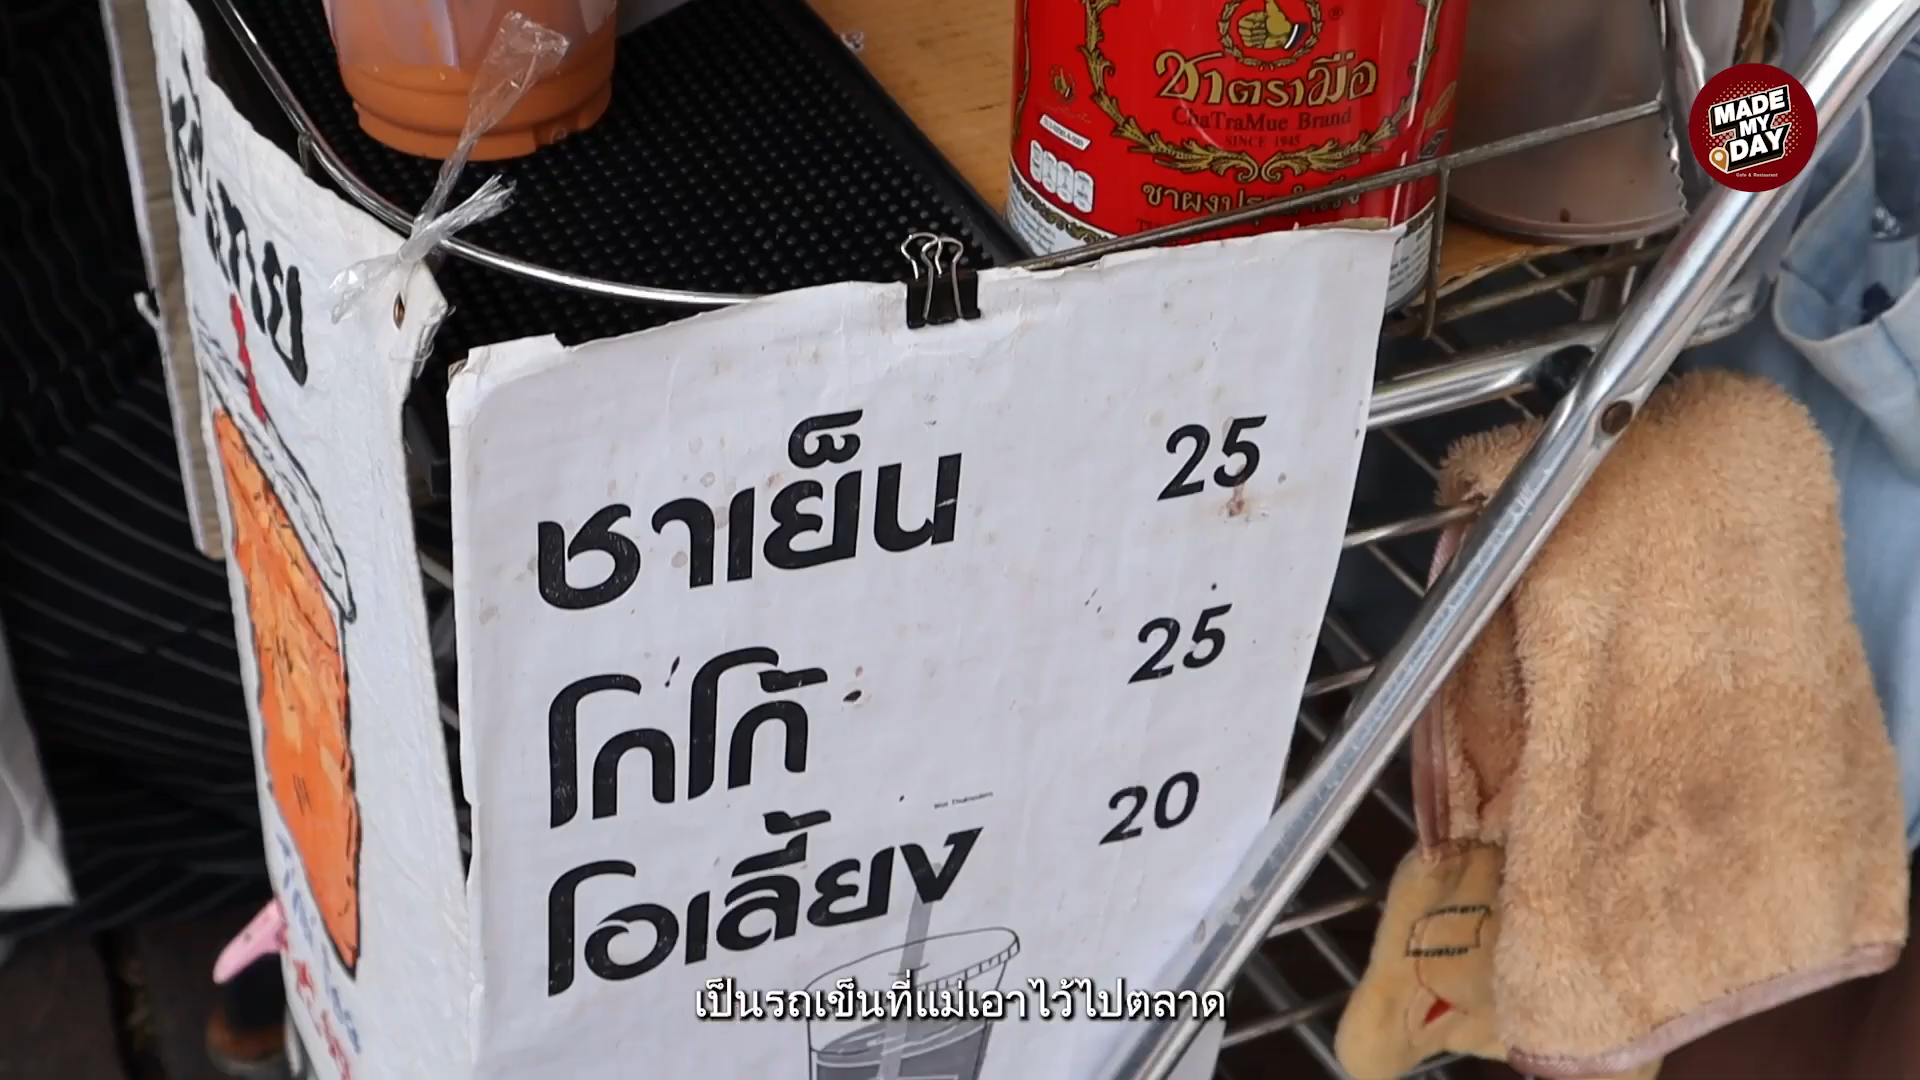 ชาตรามือ
ChaTraMue Brand
SINCE 1945
MADE
MY
DAY
Cafe & Restaurant
ชาเย็น 25
โกโก้ 25
โอเลี้ยง 20
เป็นรถเข็นที่แม่เอาไว้ไปตลาด